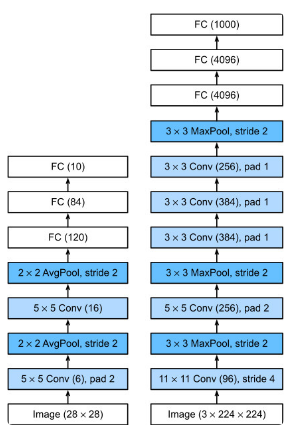 FC (1000)
FC (4096)
FC (4096)
3 × 3 MaxPool, stride 2
3 × 3 Conv (256), pad 1
3 × 3 Conv (384), pad 1
3 × 3 Conv (384), pad 1
3 × 3 MaxPool, stride 2
5 × 5 Conv (256), pad 2
3 × 3 MaxPool, stride 2
11 × 11 Conv (96), stride 4
Image (3 × 224 × 224)
FC (10)
FC (84)
FC (120)
2 × 2 AvgPool, stride 2
5 × 5 Conv (16)
2 × 2 AvgPool, stride 2
5 × 5 Conv (6), pad 2
Image (28 × 28)